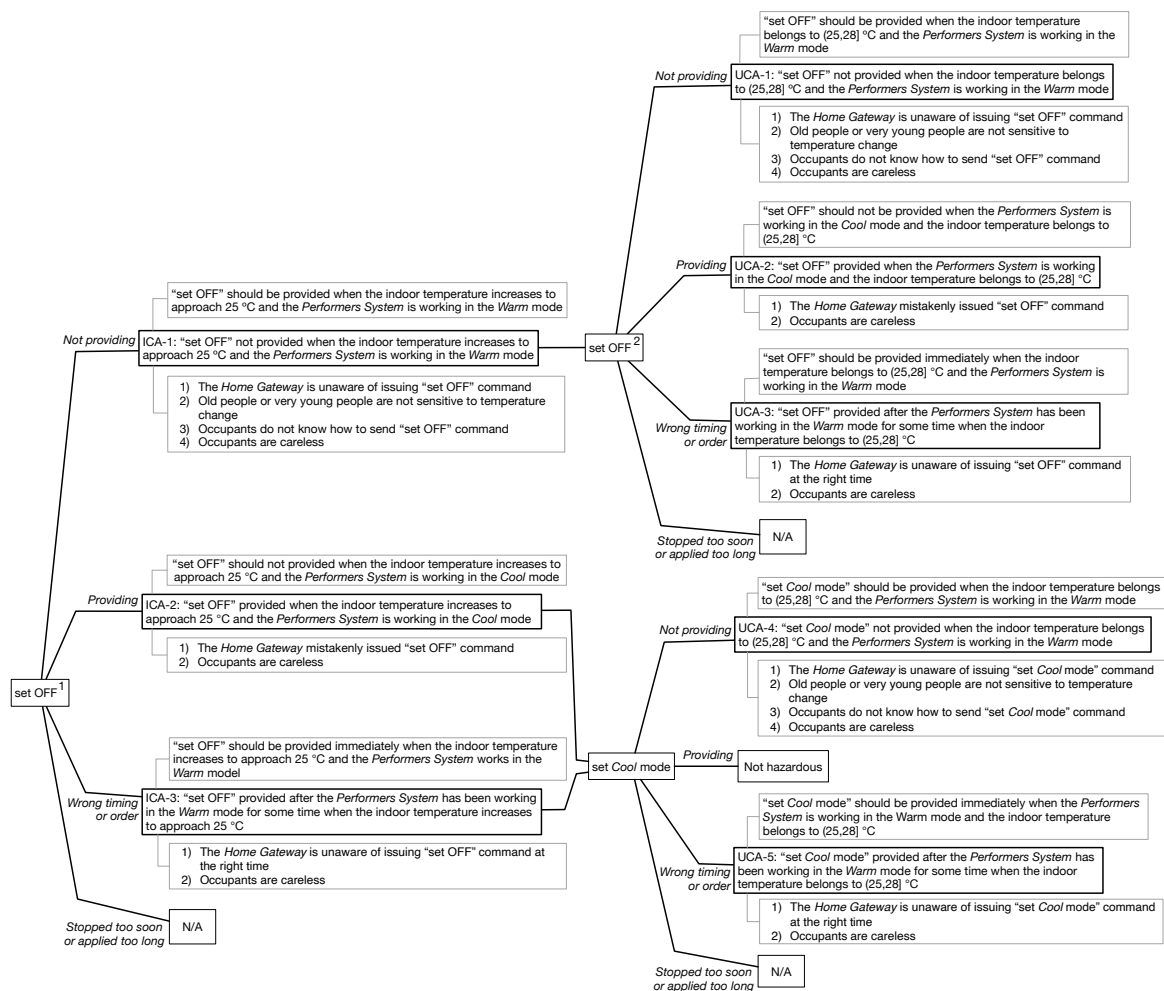 “set OFF” should be provided when the indoor temperature
belongs to (25,28] ºC and the Performers System is working in the
Warm mode
Not providing
UCA-1: “set OFF” not provided when the indoor temperature belongs
to (25,28] ºC and the Performers System is working in the Warm mode
1) The Home Gateway is unaware of issuing “set OFF” command
2) Old people or very young people are not sensitive to
temperature change
3) Occupants do not know how to send “set OFF” command
4) Occupants are careless
“set OFF” should not be provided when the Performers System is
working in the Cool mode and the indoor temperature belongs to
(25,28] °C
Providing
UCA-2: “set OFF” provided when the Performers System is working
in the Cool mode and the indoor temperature belongs to (25,28] °C
1) The Home Gateway mistakenly issued “set OFF” command
2) Occupants are careless
“set OFF” should be provided when the indoor temperature increases to
approach 25 ºC and the Performers System is working in the Warm mode
Not providing
ICA-1: “set OFF” not provided when the indoor temperature increases to
approach 25 ºC and the Performers System is working in the Warm mode
1) The Home Gateway is unaware of issuing “set OFF” command
2) Old people or very young people are not sensitive to temperature
change
3) Occupants do not know how to send “set OFF” command
4) Occupants are careless
set OFF 2
“set OFF” should be provided immediately when the indoor
temperature belongs to (25,28] °C and the Performers System is
working in the Warm mode
Wrong timing
or order
UCA-3: “set OFF” provided after the Performers System has been
working in the Warm mode for some time when the indoor
temperature belongs to (25,28] °C
1) The Home Gateway is unaware of issuing “set OFF” command
at the right time
2) Occupants are careless
Stopped too soon
or applied too long
N/A
“set OFF” should not provided when the indoor temperature increases to
approach 25 °C and the Performers System is working in the Cool mode
Providing
ICA-2: “set OFF” provided when the indoor temperature increases to
approach 25 °C and the Performers System is working in the Cool mode
1) The Home Gateway mistakenly issued “set OFF” command
2) Occupants are careless
set OFF 1
“set OFF” should be provided immediately when the indoor temperature
increases to approach 25 °C and the Performers System works in the
Warm model
Wrong timing
or order
ICA-3: “set OFF” provided after the Performers System has been working
in the Warm mode for some time when the indoor temperature increases
to approach 25 °C
1) The Home Gateway is unaware of issuing “set OFF” command at
the right time
2) Occupants are careless
Stopped too soon
or applied too long
N/A
“set Cool mode” should be provided when the indoor temperature belongs
to (25,28] °C and the Performers System is working in the Warm mode
Not providing
UCA-4: “set Cool mode” not provided when the indoor temperature belongs
to (25,28] °C and the Performers System is working in the Warm mode
1) The Home Gateway is unaware of issuing “set Cool mode” command
2) Old people or very young people are not sensitive to temperature
change
3) Occupants do not know how to send “set Cool mode” command
4) Occupants are careless
set Cool mode
Providing
Not hazardous
“set Cool mode” should be provided immediately when the Performers
System is working in the Warm mode and the indoor temperature
belongs to (25,28] °C
Wrong timing
or order
UCA-5: “set Cool mode” provided after the Performers System has
been working in the Warm mode for some time when the indoor
temperature belongs to (25,28] °C
1) The Home Gateway is unaware of issuing “set Cool mode” command
at the right time
2) Occupants are careless
Stopped too soon
or applied too long
N/A